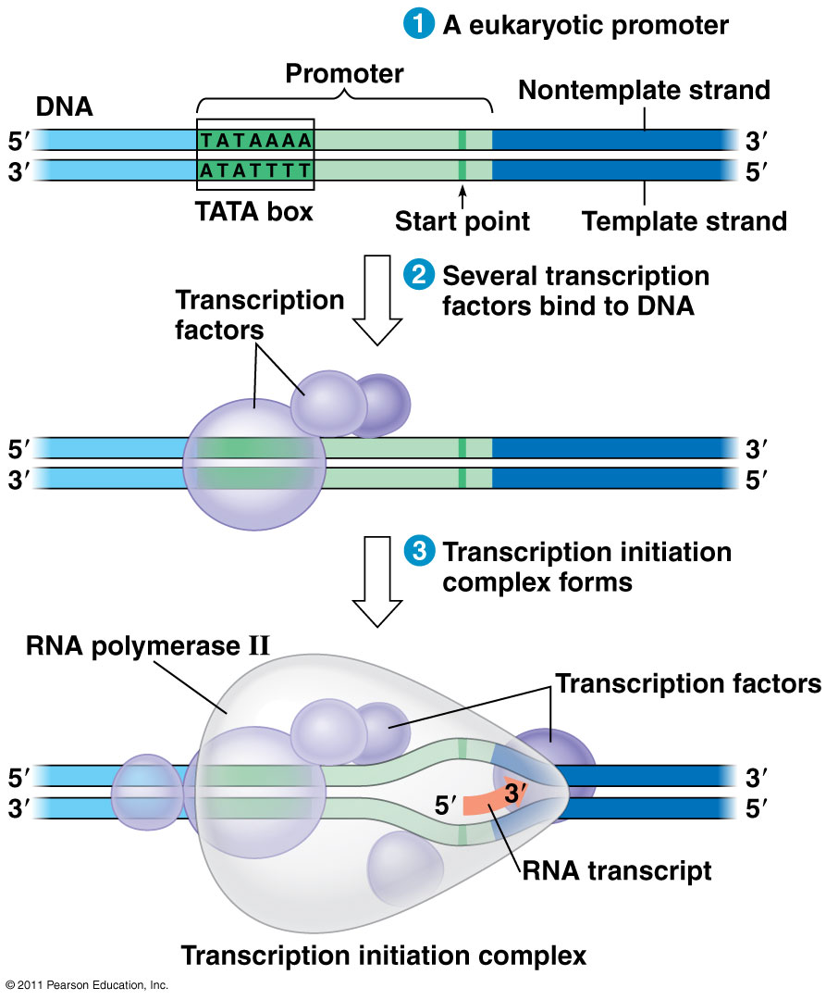 1 A eukaryotic promoter
Promoter
DNA
Nontemplate strand
5′
TATAAAA
3′
3′
ATATTTT
5′
TATA box
Start point
Template strand
2 Several transcription
factors bind to DNA
Transcription
factors
5′
3′
3′
5′
3 Transcription initiation
complex forms
RNA polymerase II
Transcription factors
5′
3′
3′
5′
5′
3′
RNA transcript
Transcription initiation complex
© 2011 Pearson Education, Inc.